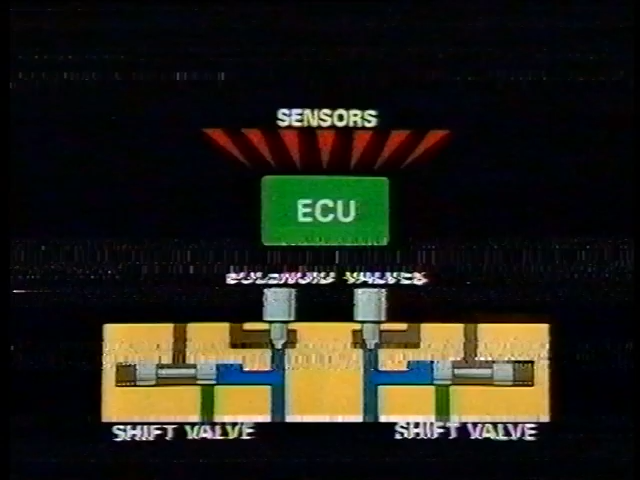 SENSORS
ECU
SOLENOID VALVES
SHIFT VALVE
SHIFT VALVE